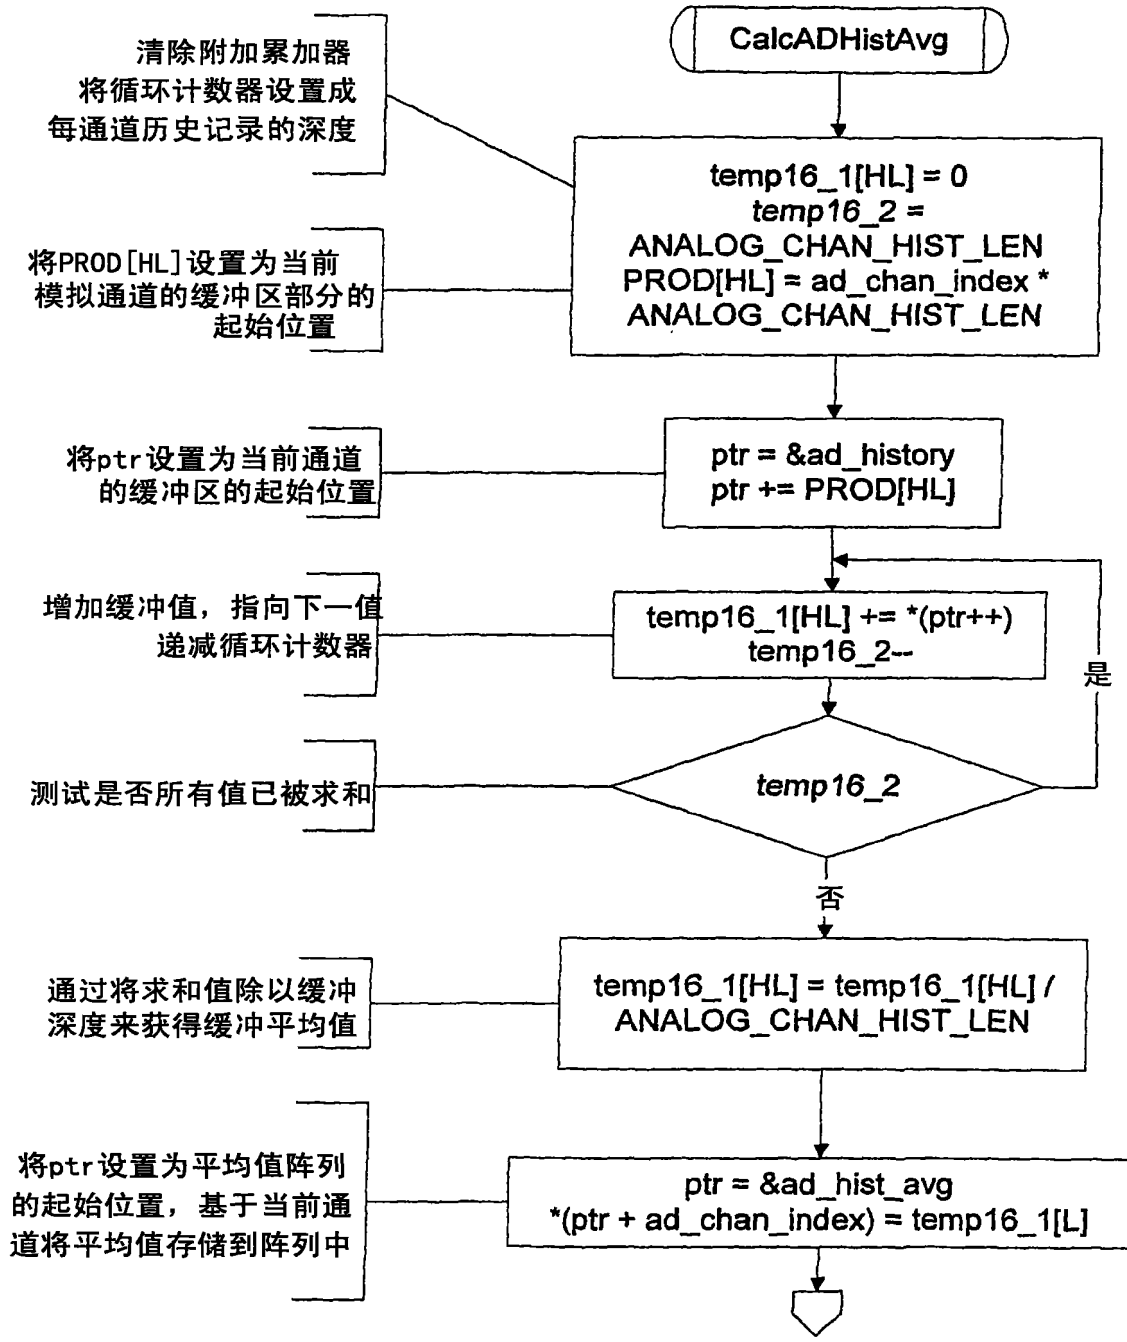 CalcADHistAvg
清除附加累加器
将循环计数器设置成
每通道历史记录的深度
temp16_1[HL] = 0
temp16_2 =
ANALOG_CHAN_HIST_LEN
PROD[HL] = ad_chan_index *
ANALOG_CHAN_HIST_LEN
将PROD[HL]设置为当前
模拟通道的缓冲区部分的
起始位置
将ptr设置为当前通道
的缓冲区的起始位置
ptr = &ad_history
ptr += PROD[HL]
增加缓冲值，指向下一值
递减循环计数器
temp16_1[HL] += *(ptr++)
temp16_2--
是
测试是否所有值已被求和
temp16_2
否
通过将求和值除以缓冲
深度来获得缓冲平均值
temp16_1[HL] = temp16_1[HL] /
ANALOG_CHAN_HIST_LEN
将ptr设置为平均值阵列
的起始位置，基于当前通
道将平均值存储到阵列中
ptr = &ad_hist_avg
*(ptr + ad_chan_index) = temp16_1[L]